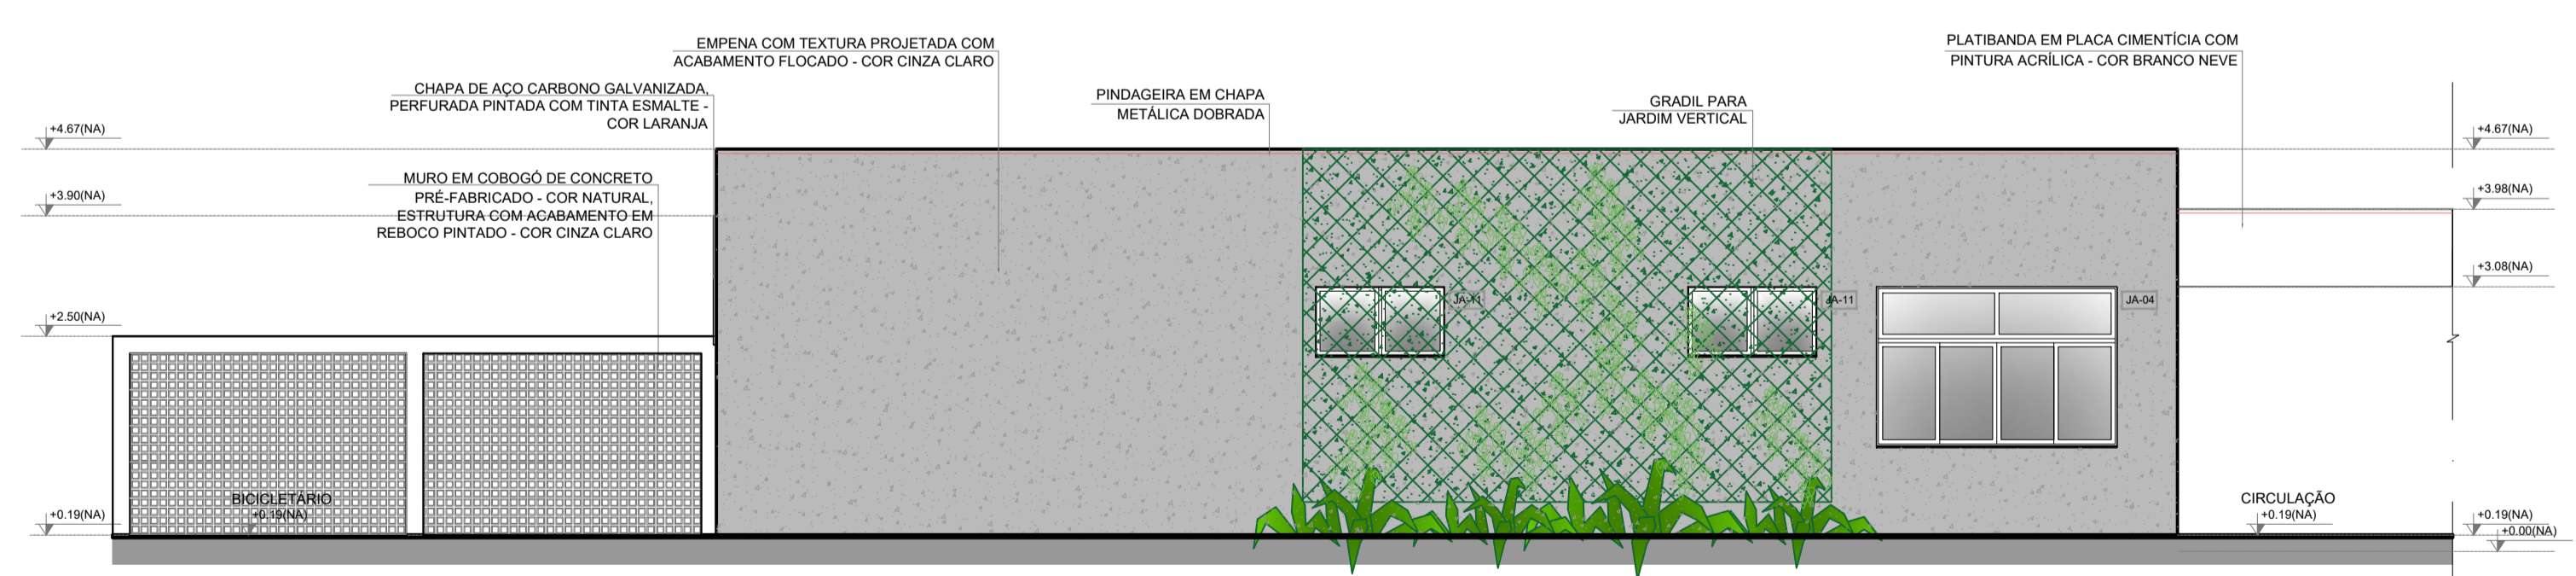 EMPENA COM TEXTURA PROJETADA COM
ACABAMENTO FLOCADO - COR CINZA CLARO
PLATIBANDA EM PLACA CIMENTÍCIA COM
PINTURA ACRÍLICA - COR BRANCO NEVE
CHAPA DE AÇO CARBONO GALVANIZADA,
PERFURADA PINTADA COM TINTA ESMALTE -
COR LARANJA
PINDAGEIRA EM CHAPA
METÁLICA DOBRADA
GRADIL PARA
JARDIM VERTICAL
+4.67(NA)
+4.67(NA)
MURO EM COBOGÓ DE CONCRETO
PRÉ-FABRICADO - COR NATURAL,
ESTRUTURA COM ACABAMENTO EM
REBOCO PINTADO - COR CINZA CLARO
+3.90(NA)
+3.98(NA)
+3.08(NA)
JA-11
JA-11
JA-04
+2.50(NA)
BICICLETÁRIO
+0.19(NA)
+0.19(NA)
CIRCULAÇÃO
+0.19(NA)
+0.19(NA)
+0.00(NA)